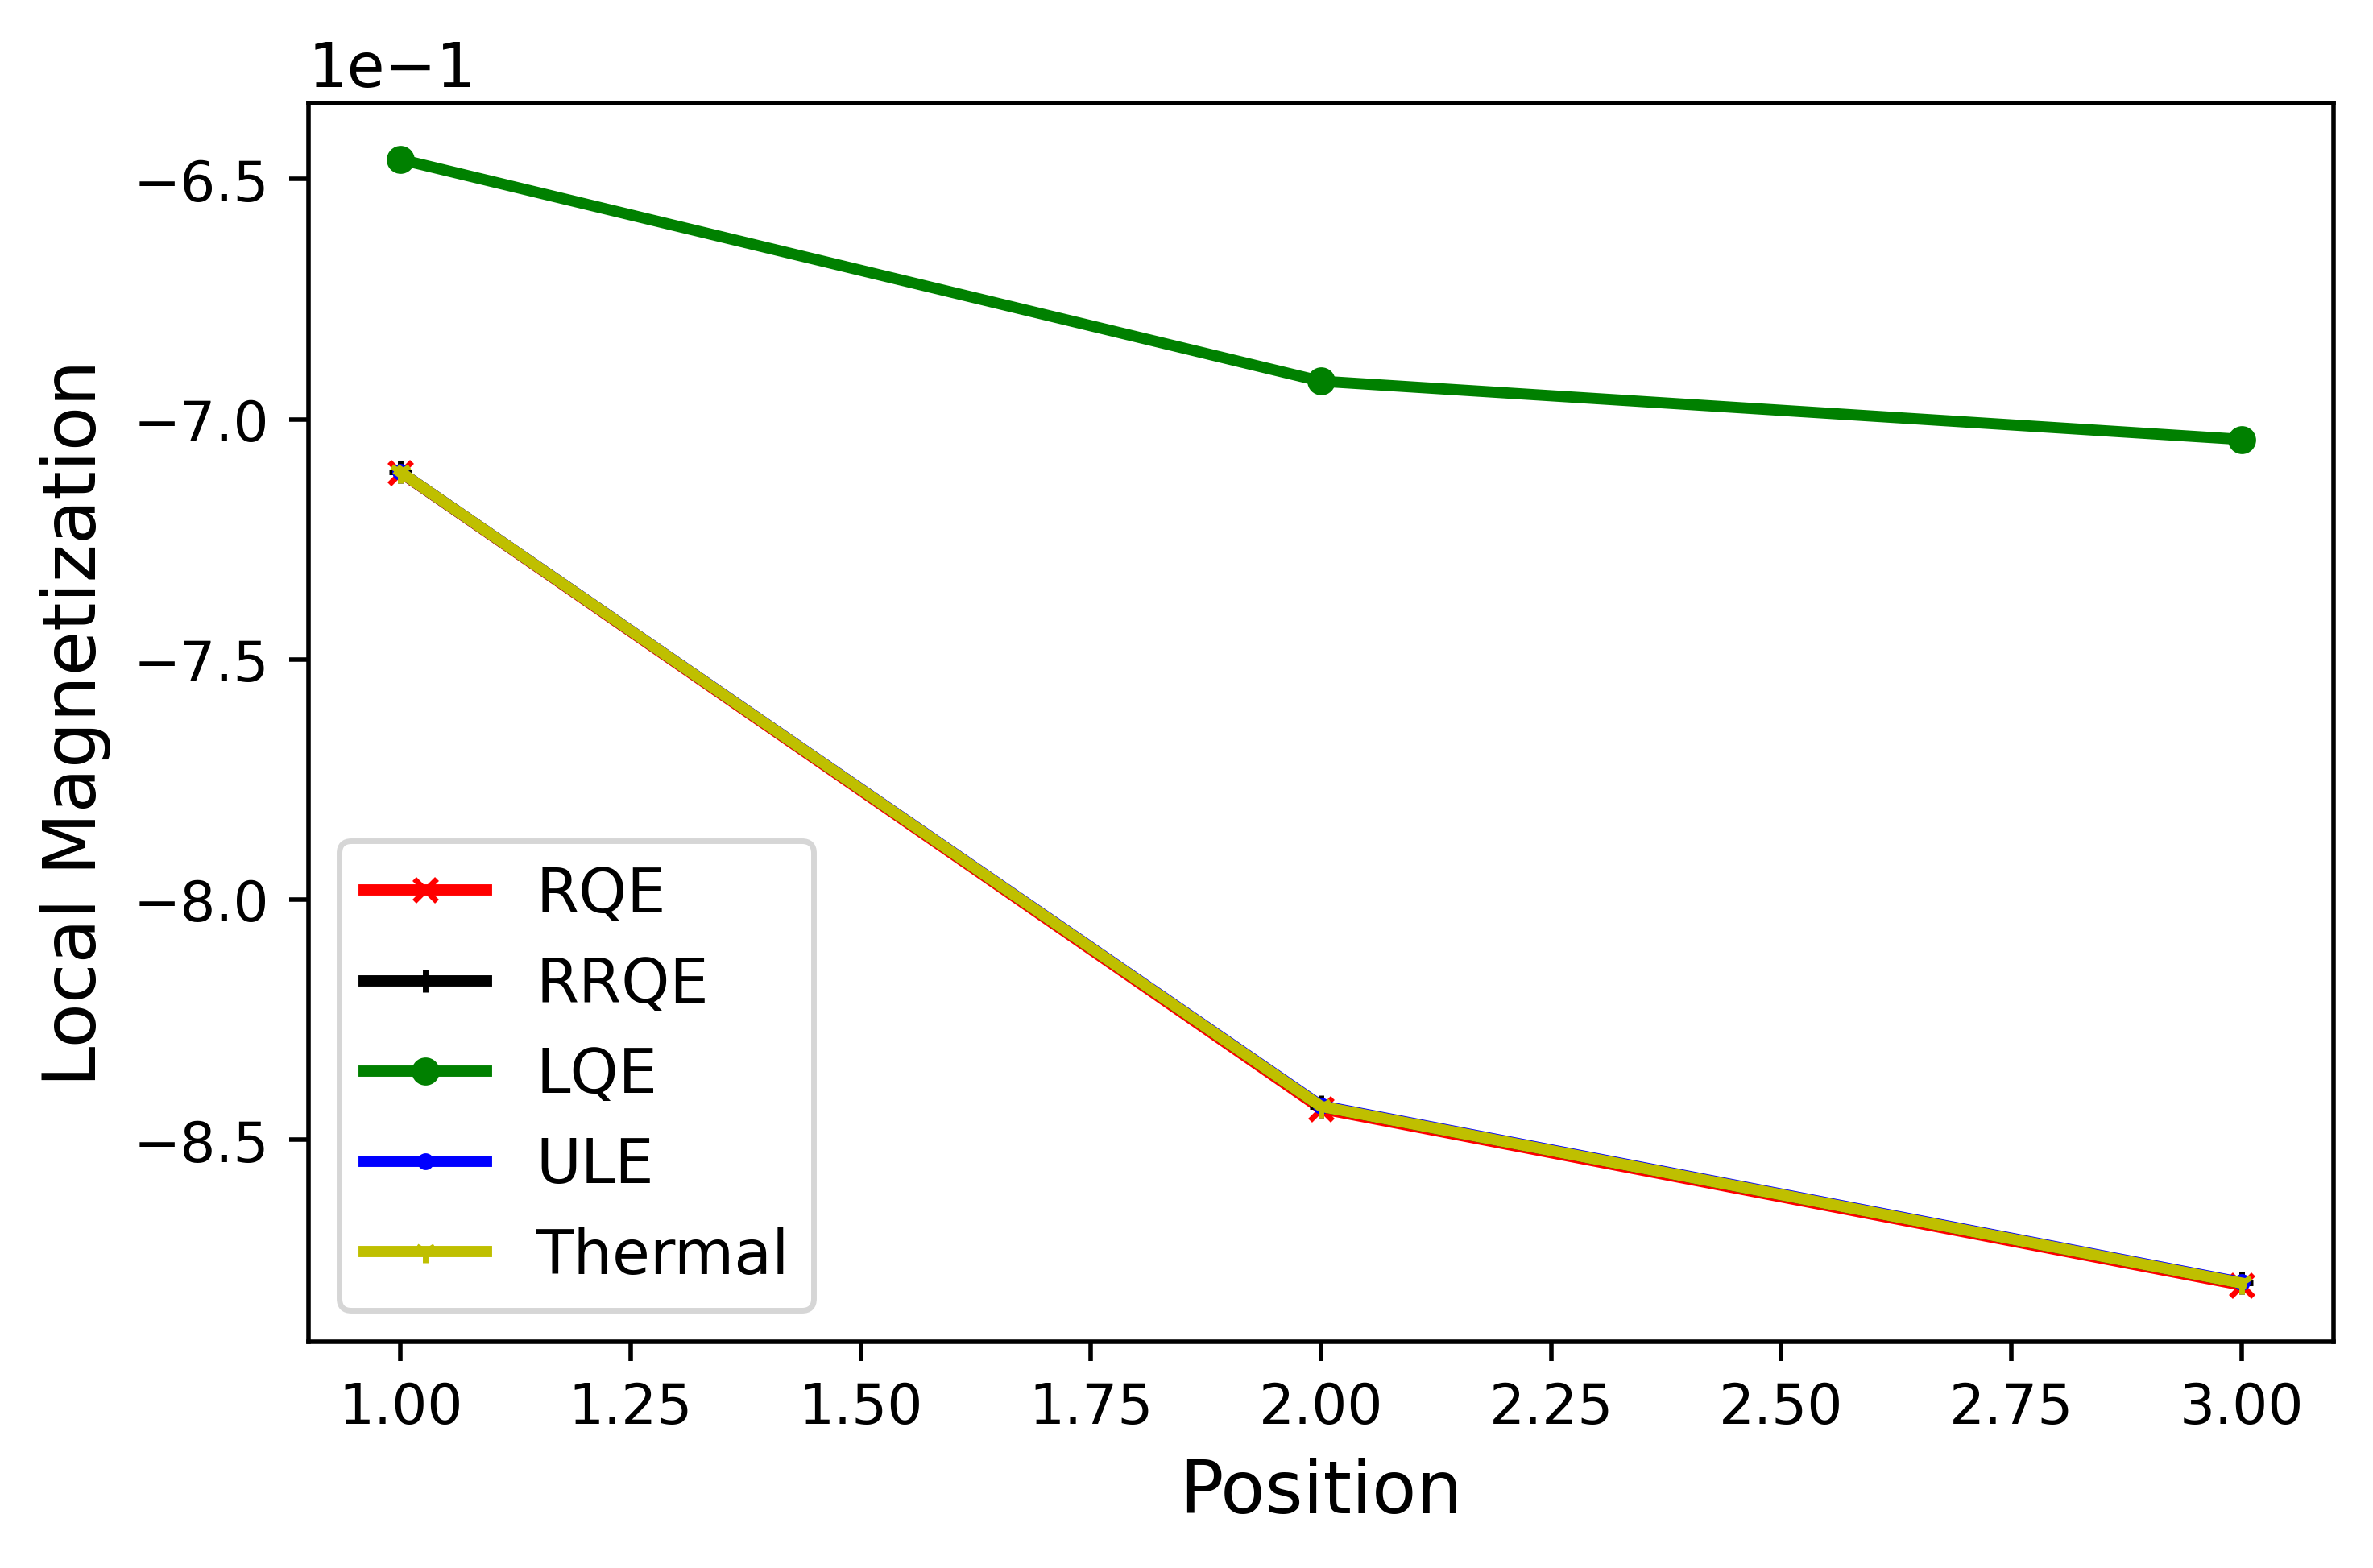 1e−1
−6.5
−7.0
−7.5
−8.0
−8.5
Local Magnetization
RQE
RRQE
LQE
ULE
Thermal
1.00 1.25 1.50 1.75 2.00 2.25 2.50 2.75 3.00
Position